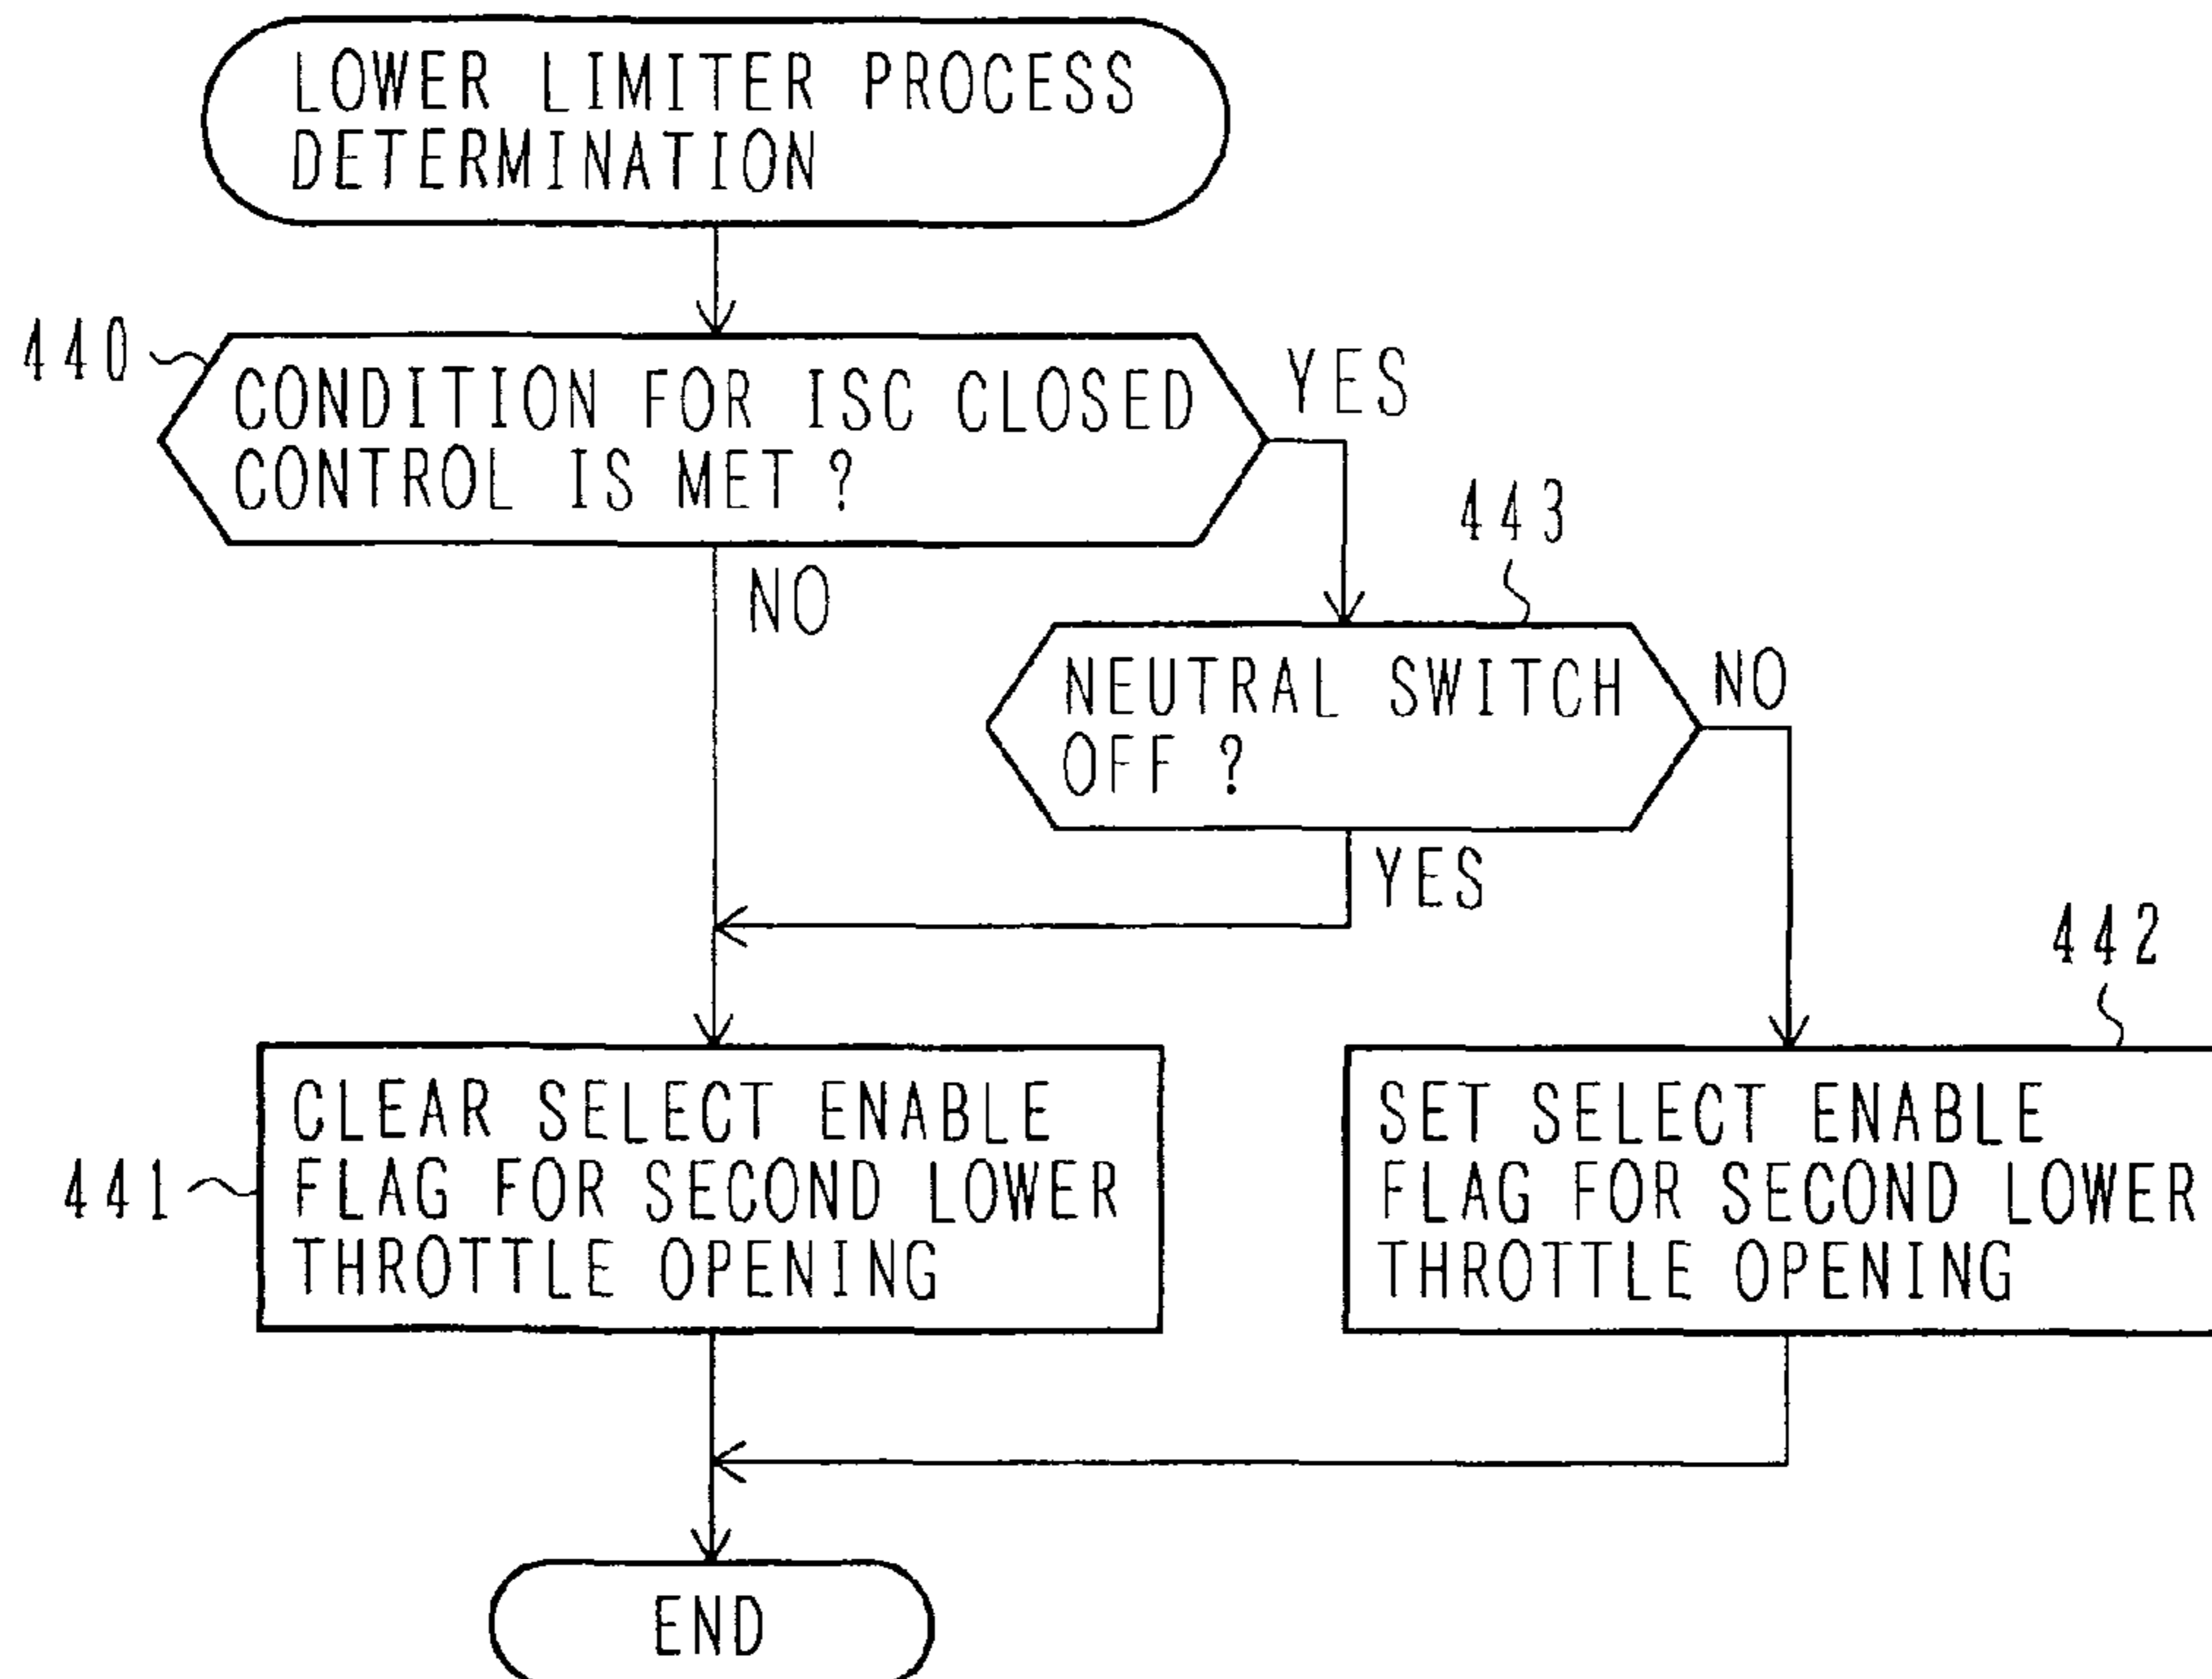 LOWER LIMITER PROCESS
DETERMINATION
440
CONDITION FOR ISC CLOSED
CONTROL IS MET ?
YES
NO
443
NEUTRAL SWITCH
OFF ?
NO
YES
442
441
CLEAR SELECT ENABLE
FLAG FOR SECOND LOWER
THROTTLE OPENING
SET SELECT ENABLE
FLAG FOR SECOND LOWER
THROTTLE OPENING
END